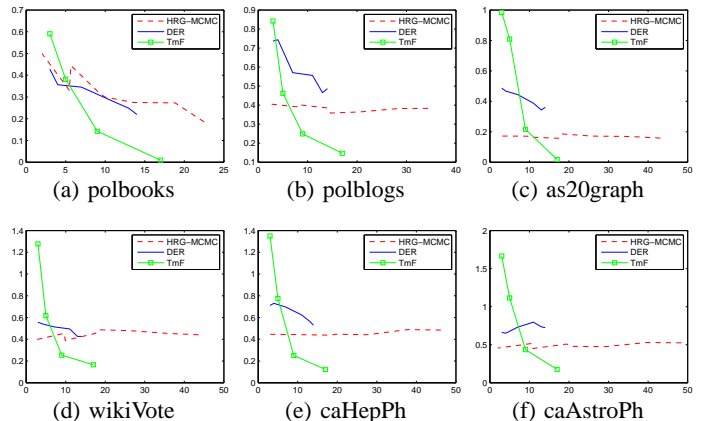 0.7
0.6
0.5
0.4
0.3
0.2
0.1
0
0 5 10 15 20 25
HRG−MCMC
DER
TmF
(a) polbooks
0.9
0.8
0.7
0.6
0.5
0.4
0.3
0.2
0.1
0 10 20 30 40
HRG−MCMC
DER
TmF
(b) polblogs
1
0.8
0.6
0.4
0.2
0
0 10 20 30 40 50
HRG−MCMC
DER
TmF
(c) as20graph
1.4
1.2
1
0.8
0.6
0.4
0.2
0
0 10 20 30 40 50
HRG−MCMC
DER
TmF
(d) wikiVote
1.4
1.2
1
0.8
0.6
0.4
0.2
0
0 10 20 30 40 50
HRG−MCMC
DER
TmF
(e) caHepPh
2
1.5
1
0.5
0
0 10 20 30 40 50
HRG−MCMC
DER
TmF
(f) caAstroPh